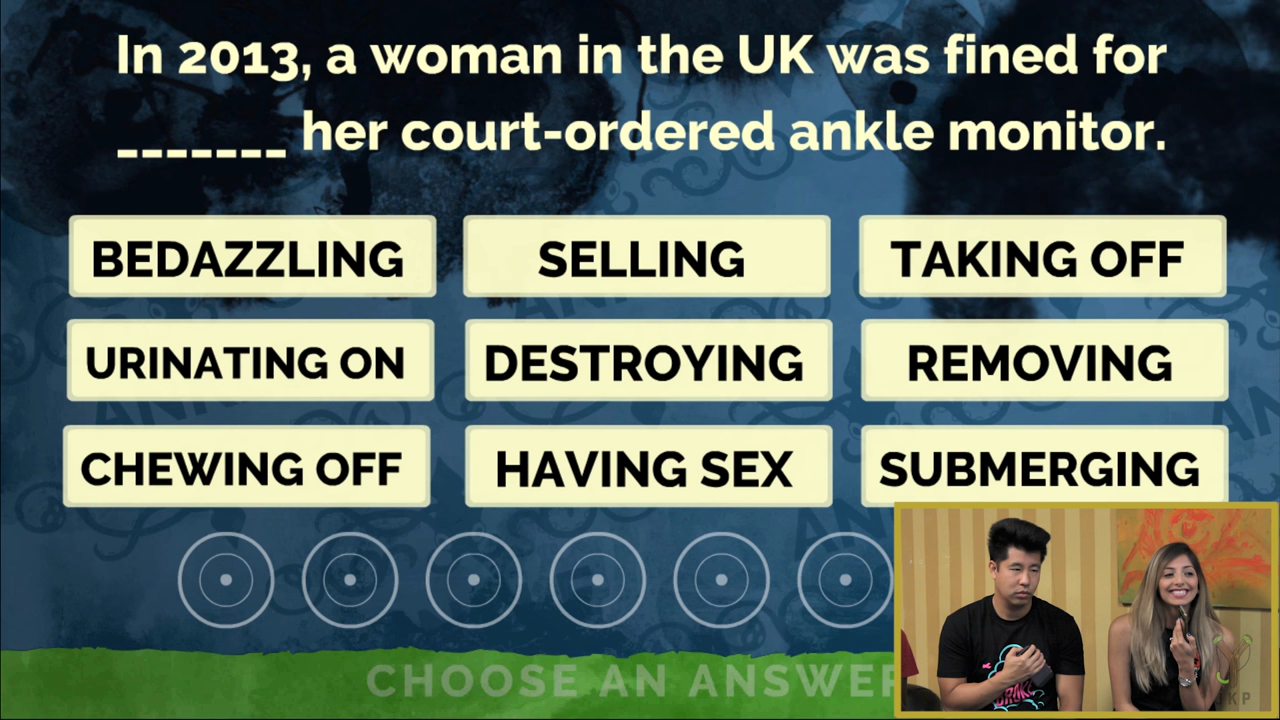 In 2013, a woman in the UK was fined for
_______ her court-ordered ankle monitor.
BEDAZZLING SELLING TAKING OFF
URINATING ON DESTROYING REMOVING
CHEWING OFF HAVING SEX SUBMERGING
CHOOSE AN ANSWER